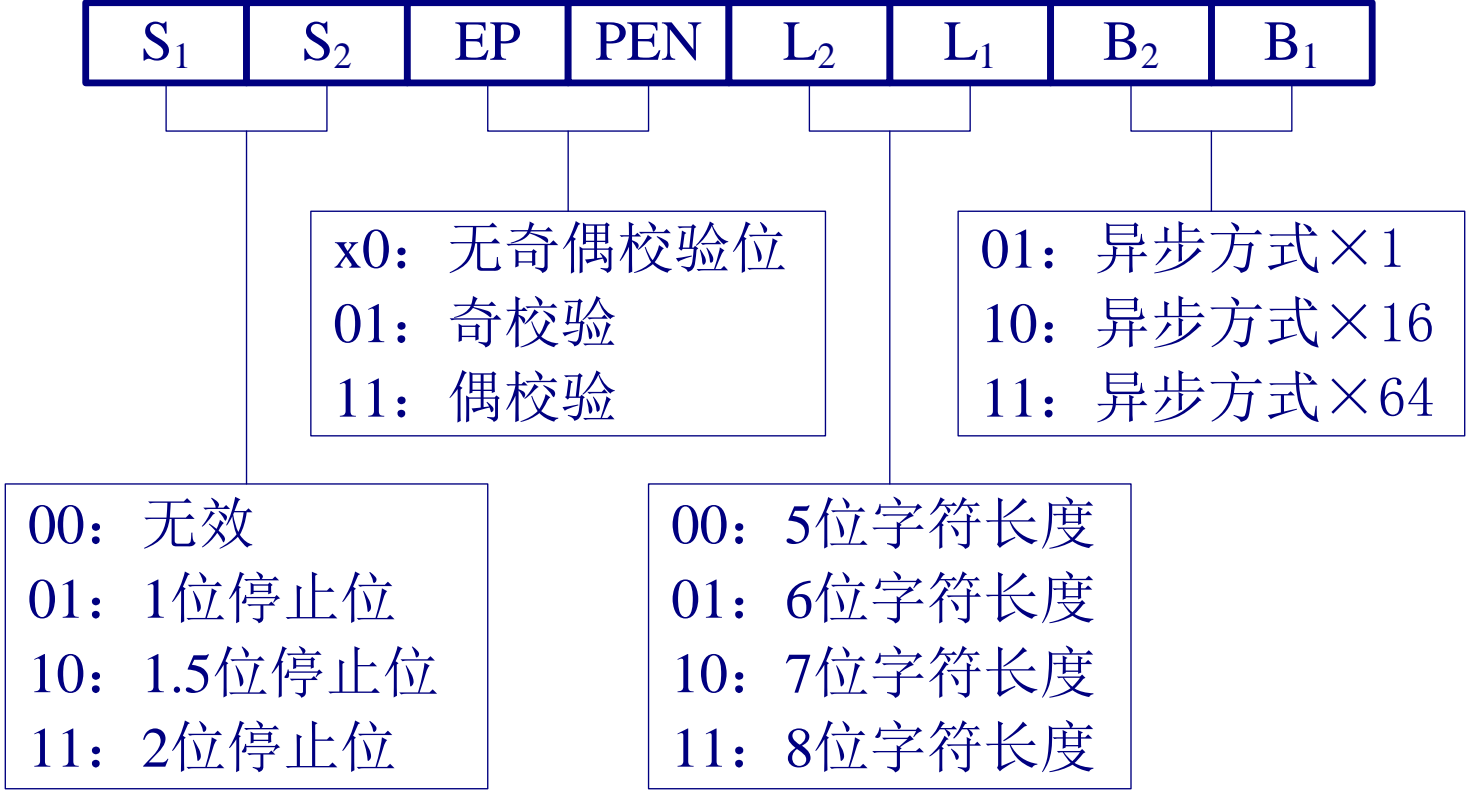 S₁ S₂ EP PEN L₂ L₁ B₂ B₁
x0：无奇偶校验位
01：奇校验
11：偶校验
01：异步方式×1
10：异步方式×16
11：异步方式×64
00：无效
01：1位停止位
10：1.5位停止位
11：2位停止位
00：5位字符长度
01：6位字符长度
10：7位字符长度
11：8位字符长度